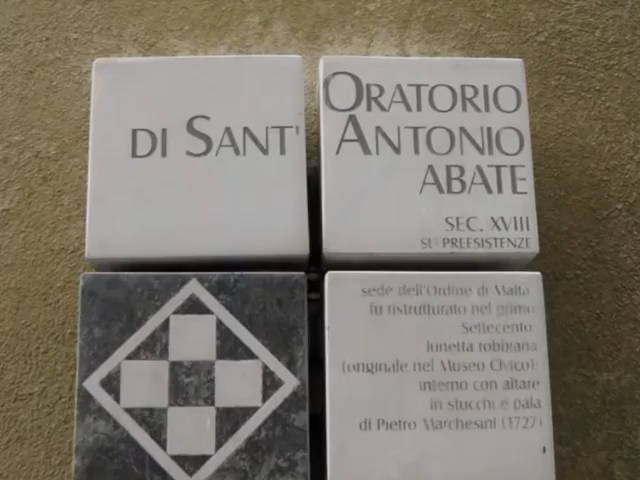 ORATORIO
DI SANT' ANTONIO
ABATE
SEC. XVIII
SU PREESISTENZE
sede dell'Ordine di Malta
fu ristrutturato nel primo
Settecento
lunetta robbiana
(originale nel Museo Civico)
interno con altare
in stucchi e pala
di Pietro Marchesini (1727)